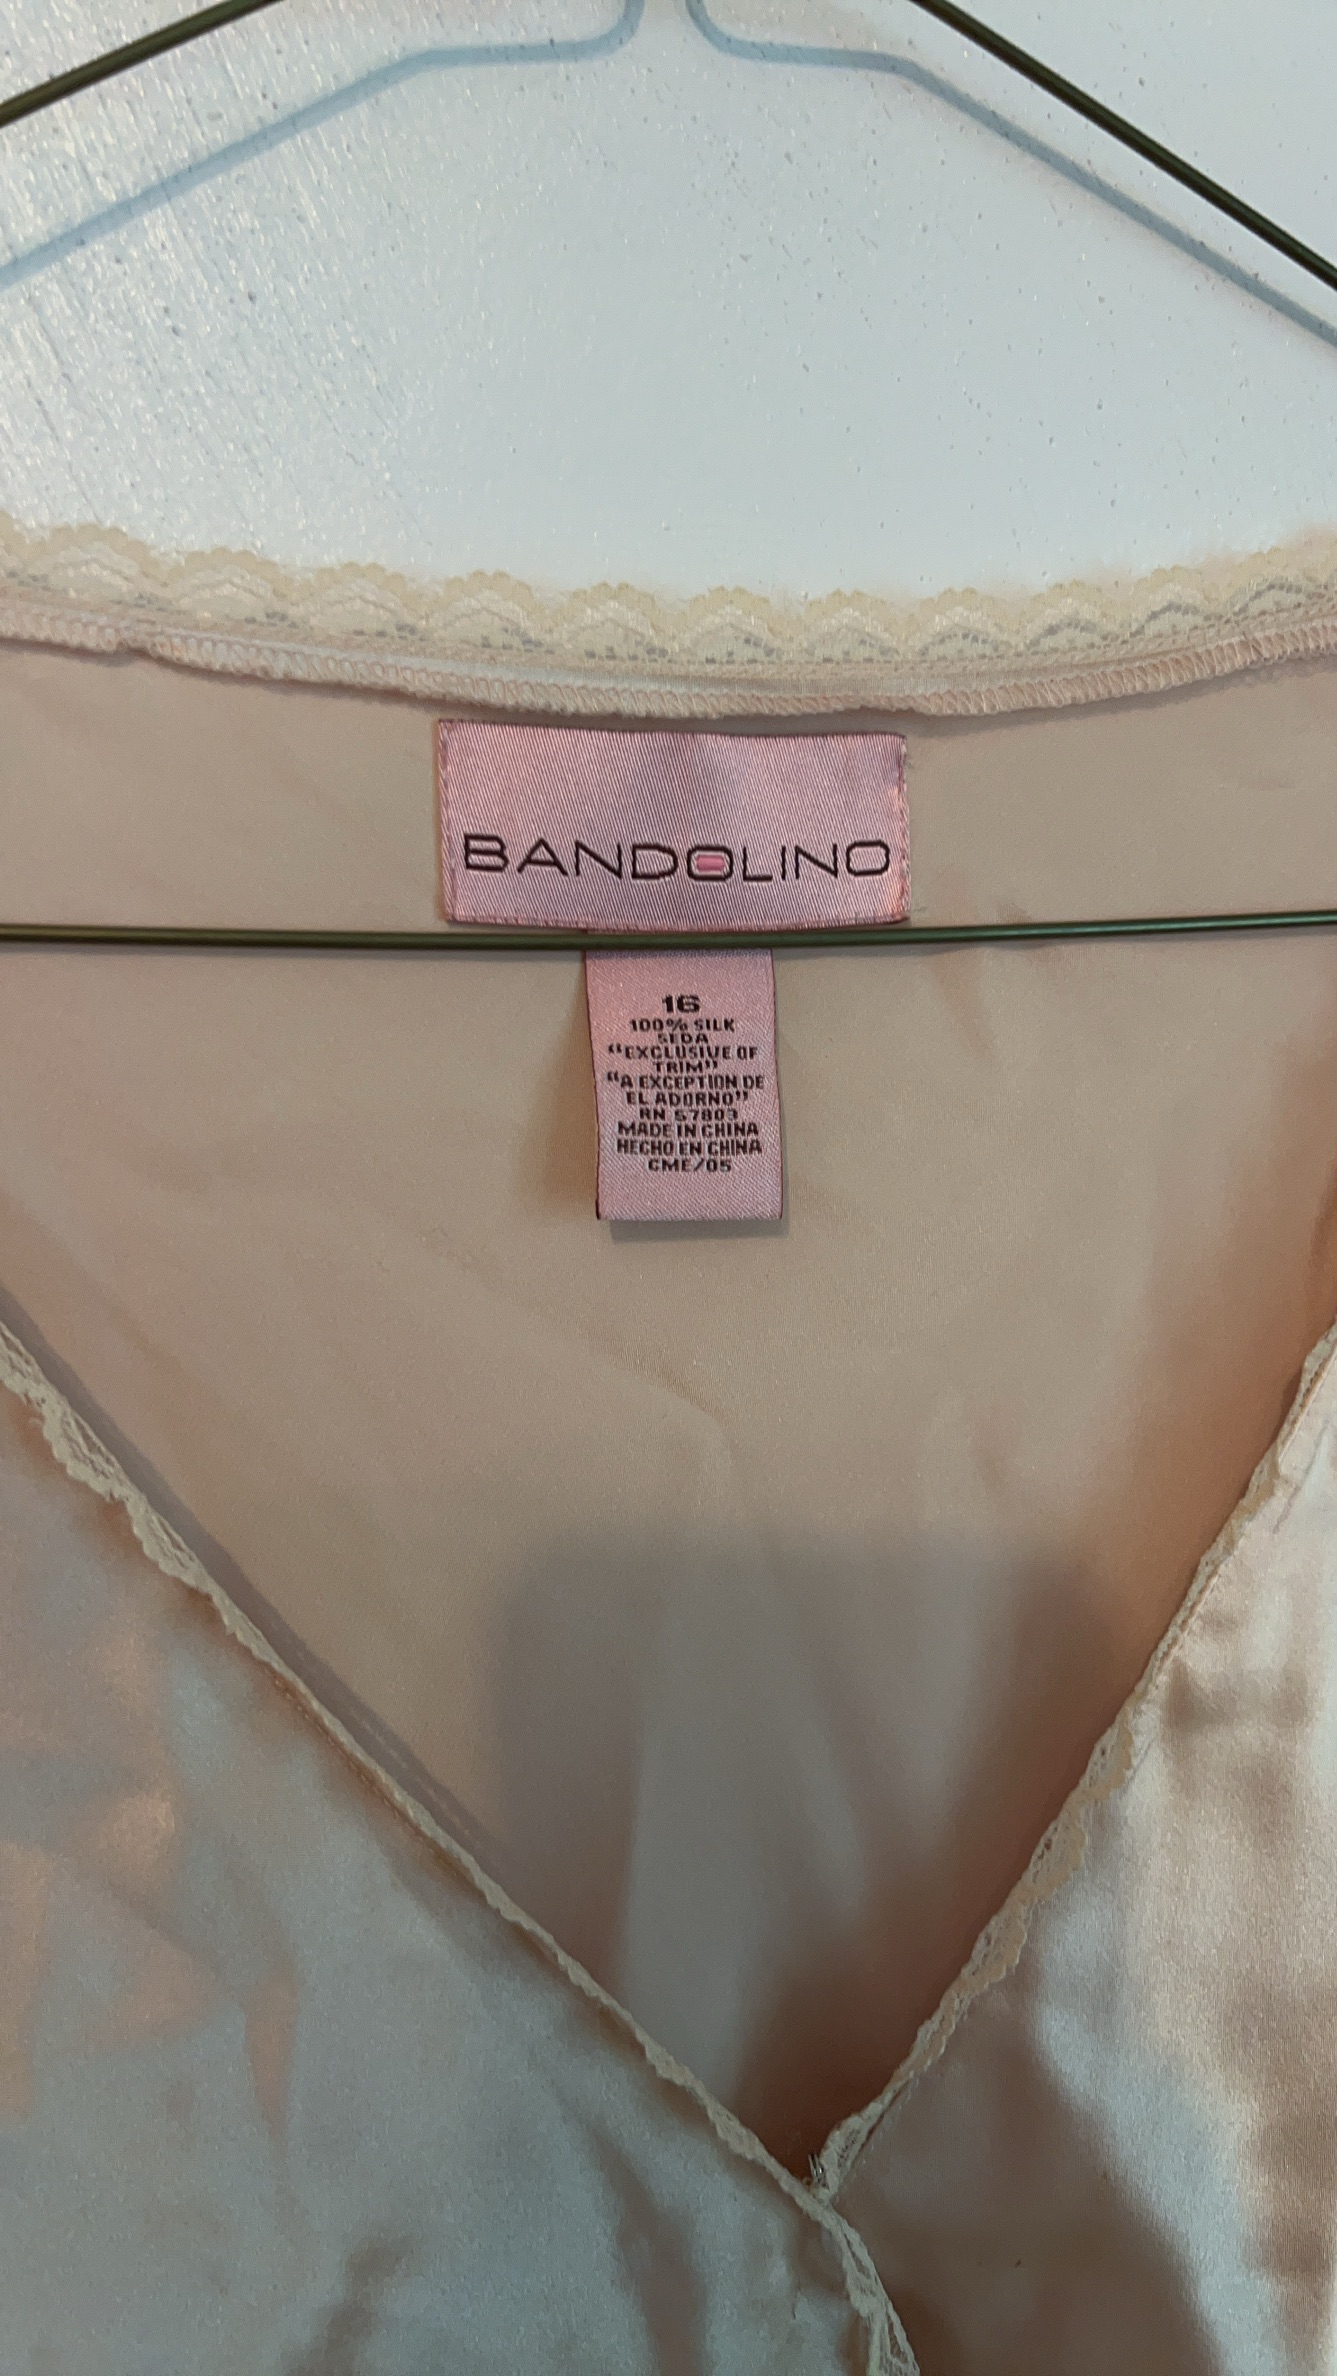 BANDOLINO
16
100% SILK
SEDA
“EXCLUSIVE OF
TRIM”
“A EXCEPTION DE
EL ADORNO”
RN 57803
MADE IN CHINA
HECHO EN CHINA
CME/05